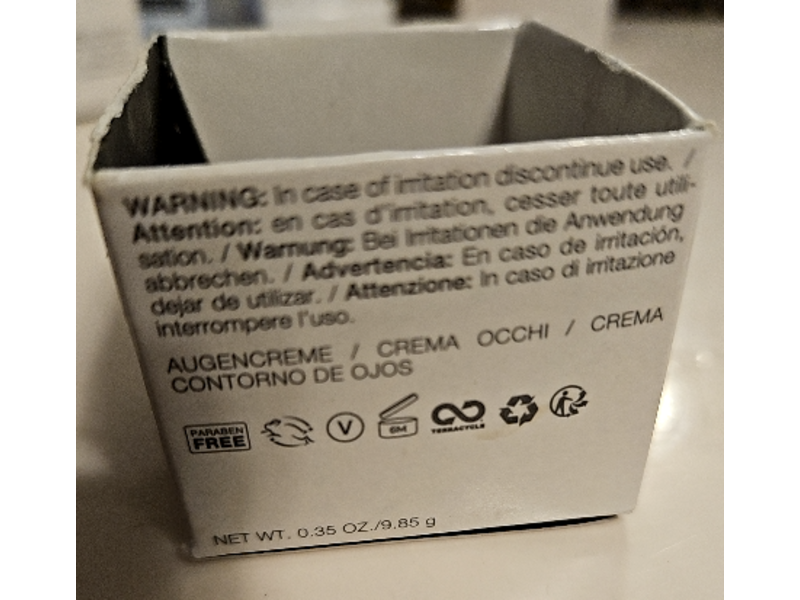 WARNING: In case of irritation discontinue use. /
Attention: en cas d'irritation, cesser toute utili-
sation. / Warnung: Bei Irritationen die Anwendung
abbrechen. / Advertencia: En caso de irritación,
dejar de utilizar. / Attenzione: In caso di irritazione
interrompere l'uso.
AUGENCREME / CREMA OCCHI / CREMA
CONTORNO DE OJOS
PARABEN
FREE
V
6M
TERRACYCLE
NET WT. 0.35 OZ./9.85 g